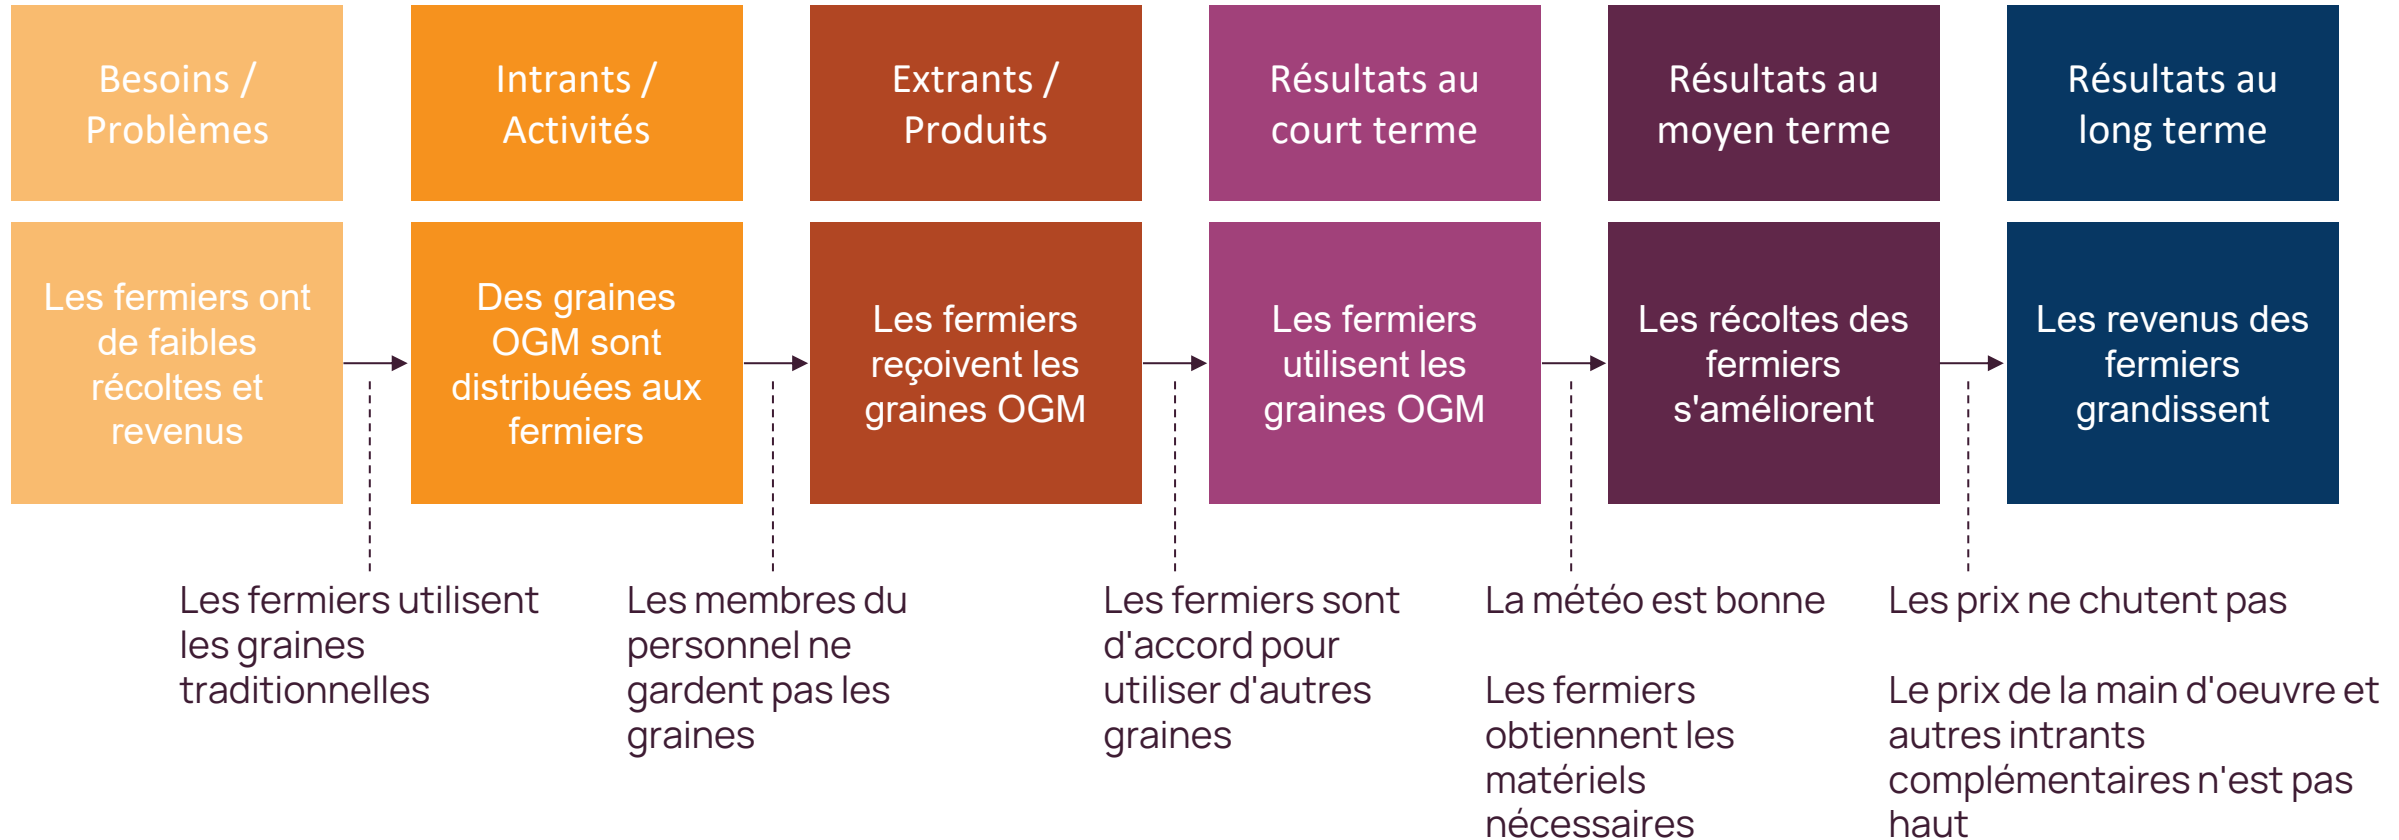 Besoins /
Problèmes
Intrants /
Activités
Extrants /
Produits
Résultats au
court terme
Résultats au
moyen terme
Résultats au
long terme
Les fermiers ont
de faibles
récoltes et
revenus
Des graines
OGM sont
distribuées aux
fermiers
Les fermiers
reçoivent les
graines OGM
Les fermiers
utilisent les
graines OGM
Les récoltes des
fermiers
s'améliorent
Les revenus des
fermiers
grandissent
Les fermiers utilisent
les graines
traditionnelles
Les membres du
personnel ne
gardent pas les
graines
Les fermiers sont
d'accord pour
utiliser d'autres
graines
La météo est bonne
Les fermiers
obtiennent les
matériels
nécessaires
Les prix ne chutent pas
Le prix de la main d'oeuvre et
autres intrants
complémentaires n'est pas
haut